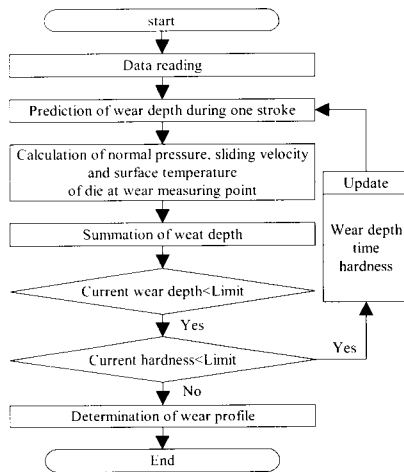 start
Data reading
Prediction of wear depth during one stroke
Calculation of normal pressure, sliding velocity
and surface temperature
of die at wear measuring point
Update
Wear depth
time
hardness
Summation of weat depth
Current wear depth<Limit
Yes
Current hardness<Limit
Yes
No
Determination of wear profile
End